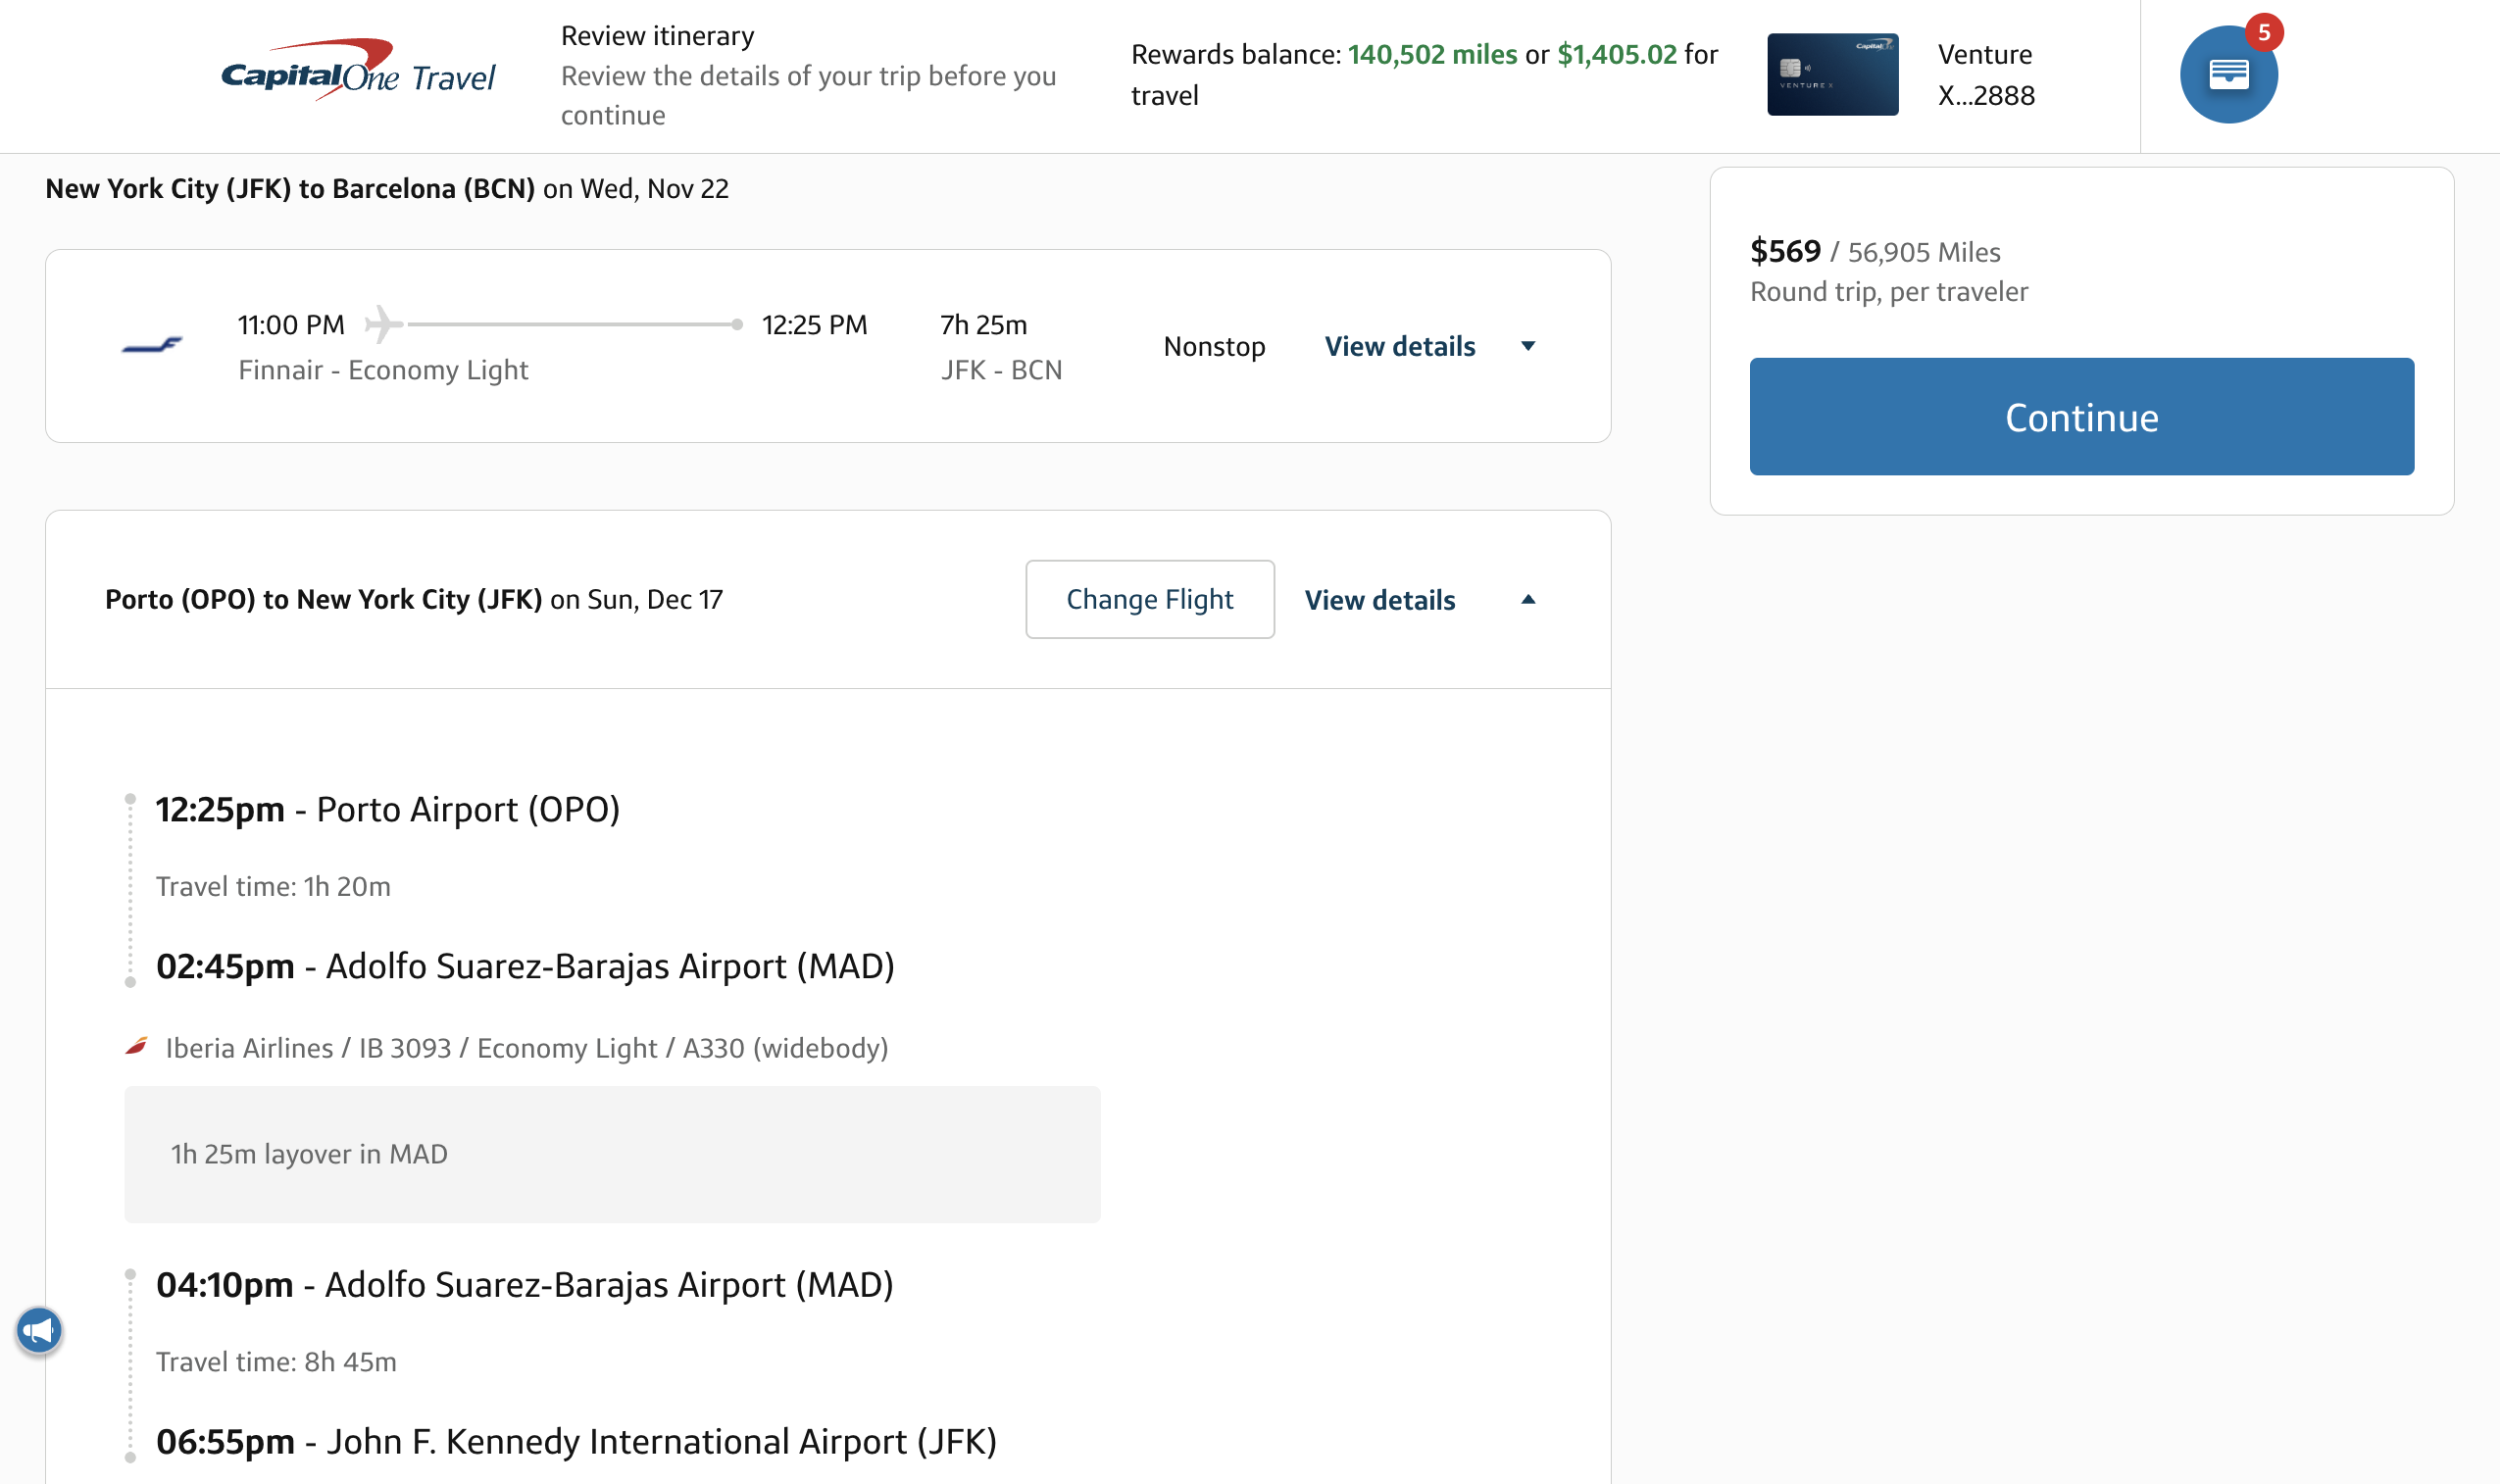 CapitalOne Travel
Review itinerary
Review the details of your trip before you
continue
Rewards balance: 140,502 miles or $1,405.02 for
travel
CapitalOne
VENTURE X
Venture
X...2888
5
New York City (JFK) to Barcelona (BCN) on Wed, Nov 22
11:00 PM 12:25 PM 7h 25m
Finnair - Economy Light JFK - BCN
Nonstop View details
$569 / 56,905 Miles
Round trip, per traveler
Continue
Porto (OPO) to New York City (JFK) on Sun, Dec 17 Change Flight View details
12:25pm - Porto Airport (OPO)
Travel time: 1h 20m
02:45pm - Adolfo Suarez-Barajas Airport (MAD)
Iberia Airlines / IB 3093 / Economy Light / A330 (widebody)
1h 25m layover in MAD
04:10pm - Adolfo Suarez-Barajas Airport (MAD)
Travel time: 8h 45m
06:55pm - John F. Kennedy International Airport (JFK)